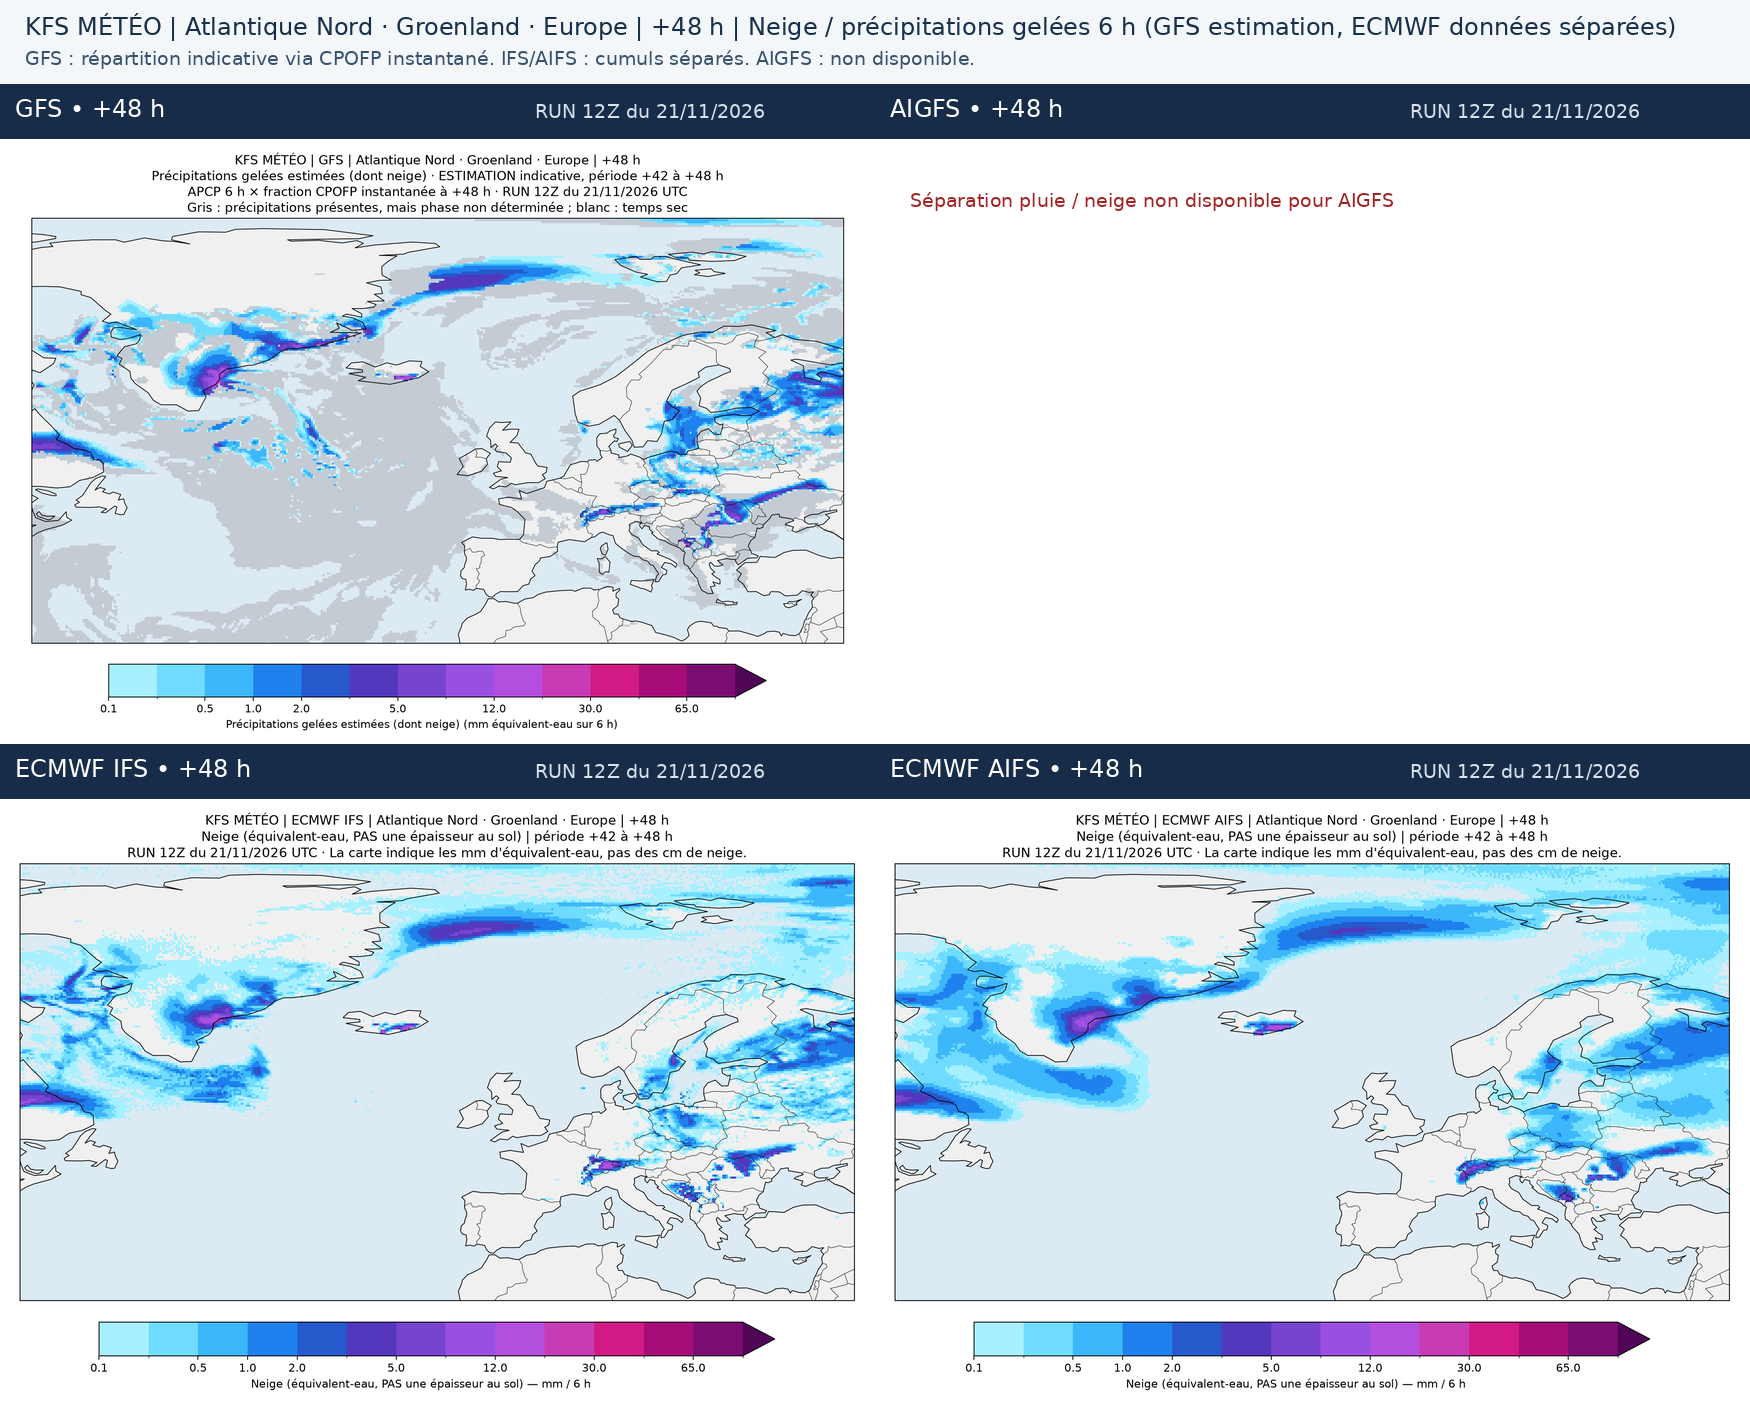 KFS MÉTÉO | Atlantique Nord · Groenland · Europe | +48 h | Neige / précipitations gelées 6 h (GFS estimation, ECMWF données séparées)
GFS : répartition indicative via CPOFP instantané. IFS/AIFS : cumuls séparés. AIGFS : non disponible.
GFS • +48 h
RUN 12Z du 21/11/2026
AIGFS • +48 h
RUN 12Z du 21/11/2026
KFS MÉTÉO | GFS | Atlantique Nord · Groenland · Europe | +48 h
Précipitations gelées estimées (dont neige) · ESTIMATION indicative, période +42 à +48 h
APCP 6 h × fraction CPOFP instantanée à +48 h · RUN 12Z du 21/11/2026 UTC
Gris : précipitations présentes, mais phase non déterminée ; blanc : temps sec
Séparation pluie / neige non disponible pour AIGFS
0.1 0.5 1.0 2.0 5.0 12.0 30.0 65.0
Précipitations gelées estimées (dont neige) (mm équivalent-eau sur 6 h)
ECMWF IFS • +48 h
RUN 12Z du 21/11/2026
ECMWF AIFS • +48 h
RUN 12Z du 21/11/2026
KFS MÉTÉO | ECMWF IFS | Atlantique Nord · Groenland · Europe | +48 h
Neige (équivalent-eau, PAS une épaisseur au sol) | période +42 à +48 h
RUN 12Z du 21/11/2026 UTC · La carte indique les mm d'équivalent-eau, pas des cm de neige.
KFS MÉTÉO | ECMWF AIFS | Atlantique Nord · Groenland · Europe | +48 h
Neige (équivalent-eau, PAS une épaisseur au sol) | période +42 à +48 h
RUN 12Z du 21/11/2026 UTC · La carte indique les mm d'équivalent-eau, pas des cm de neige.
0.1 0.5 1.0 2.0 5.0 12.0 30.0 65.0
Neige (équivalent-eau, PAS une épaisseur au sol) — mm / 6 h
0.1 0.5 1.0 2.0 5.0 12.0 30.0 65.0
Neige (équivalent-eau, PAS une épaisseur au sol) — mm / 6 h